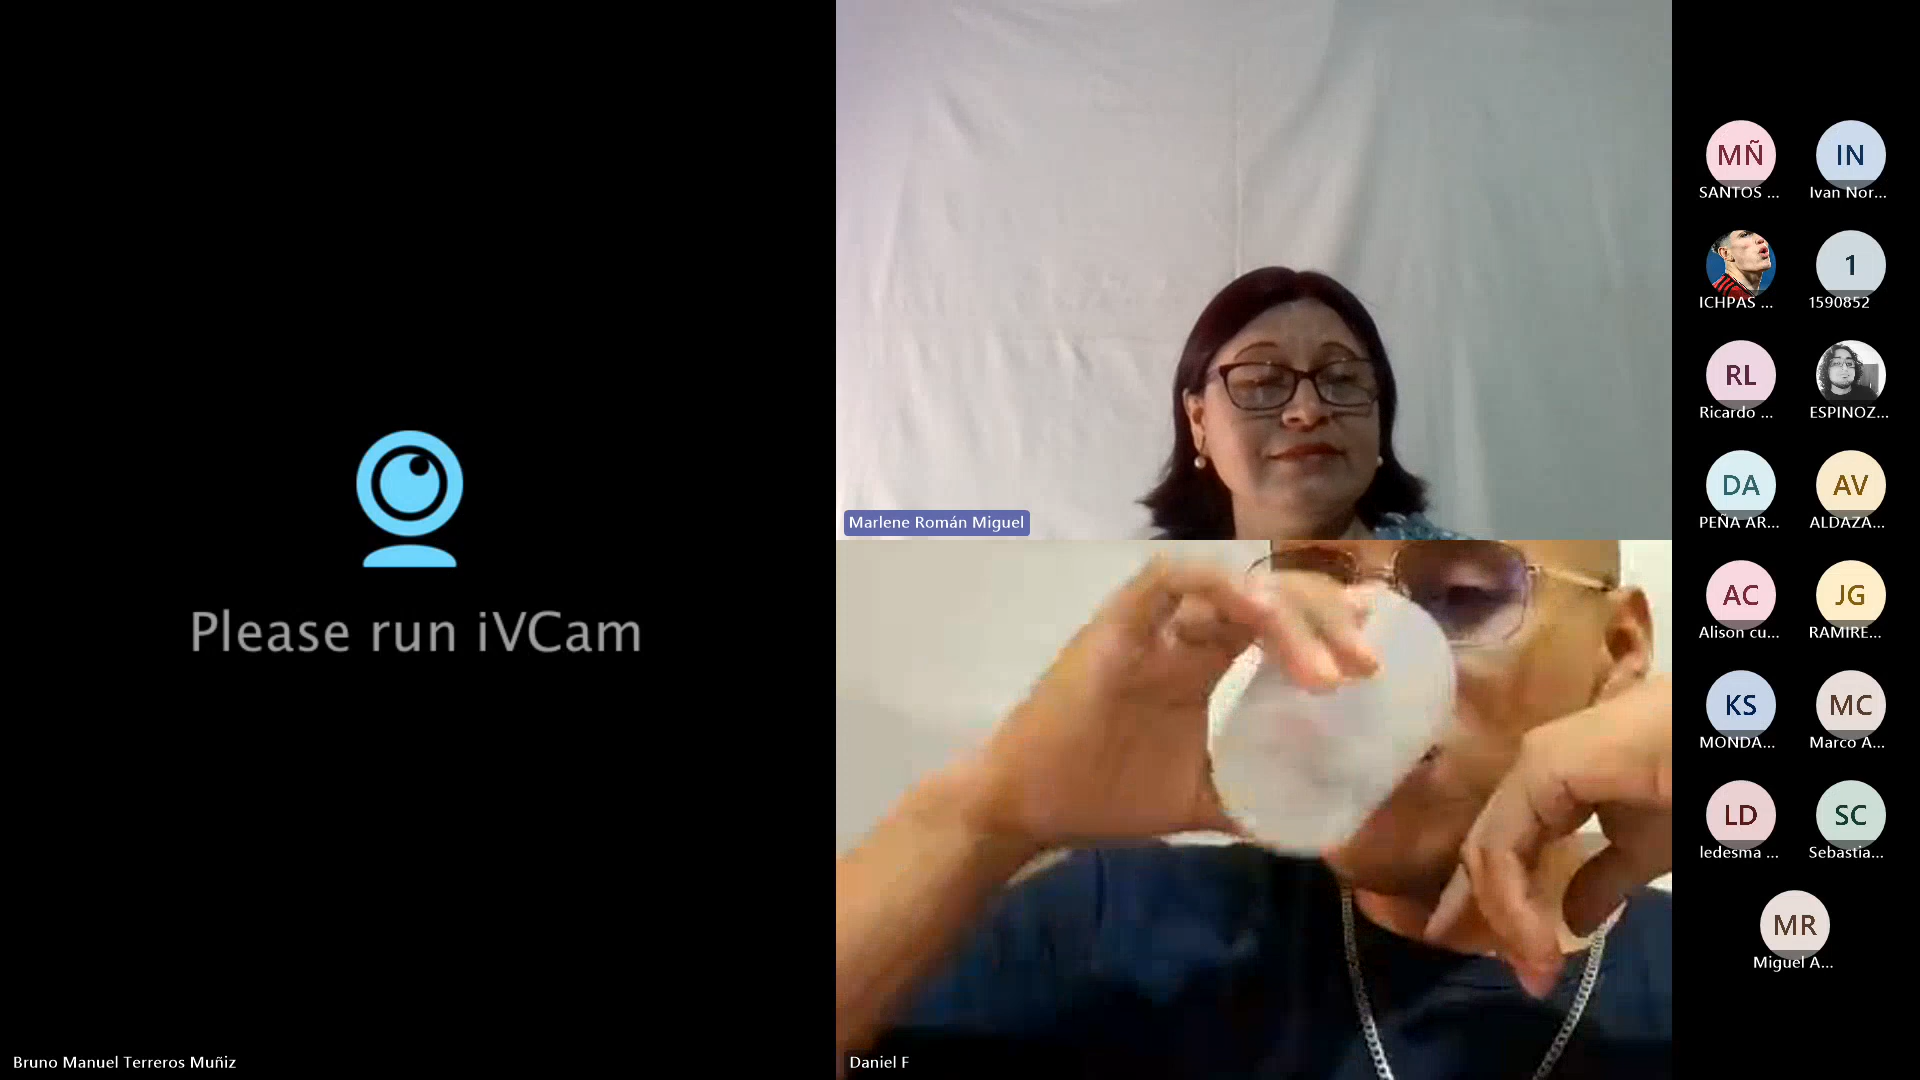 Please run iVCam
Bruno Manuel Terreros Muñiz
Marlene Román Miguel
Daniel F
MÑ
SANTOS ...
IN
Ivan Nor...
ICHPAS ...
1
1590852
RL
Ricardo ...
ESPINOZ...
DA
PEÑA AR...
AV
ALDAZA...
AC
Alison cu...
JG
RAMIRE...
KS
MONDA...
MC
Marco A...
LD
ledesma ...
SC
Sebastia...
MR
Miguel A...